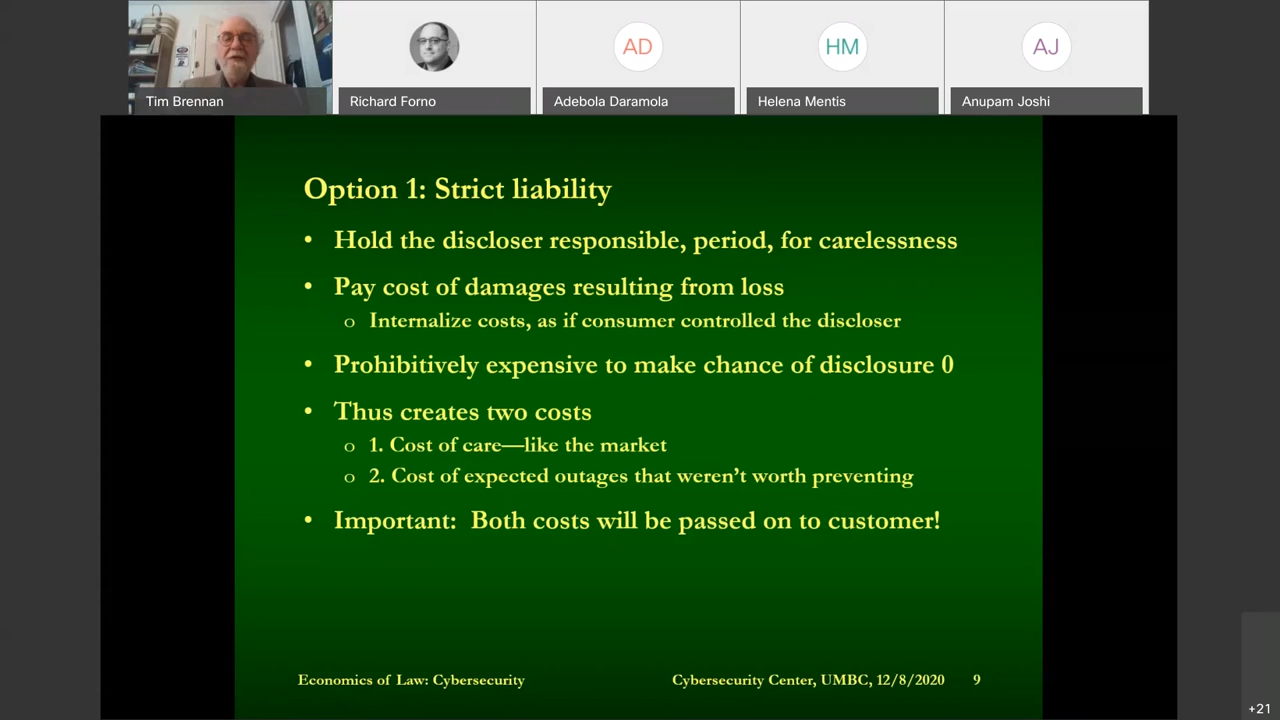 Tim Brennan
Richard Forno
AD
Adebola Daramola
HM
Helena Mentis
AJ
Anupam Joshi
Option 1: Strict liability
• Hold the discloser responsible, period, for carelessness
• Pay cost of damages resulting from loss
o Internalize costs, as if consumer controlled the discloser
• Prohibitively expensive to make chance of disclosure 0
• Thus creates two costs
o 1. Cost of care—like the market
o 2. Cost of expected outages that weren’t worth preventing
• Important: Both costs will be passed on to customer!
Economics of Law: Cybersecurity
Cybersecurity Center, UMBC, 12/8/2020 9
+21